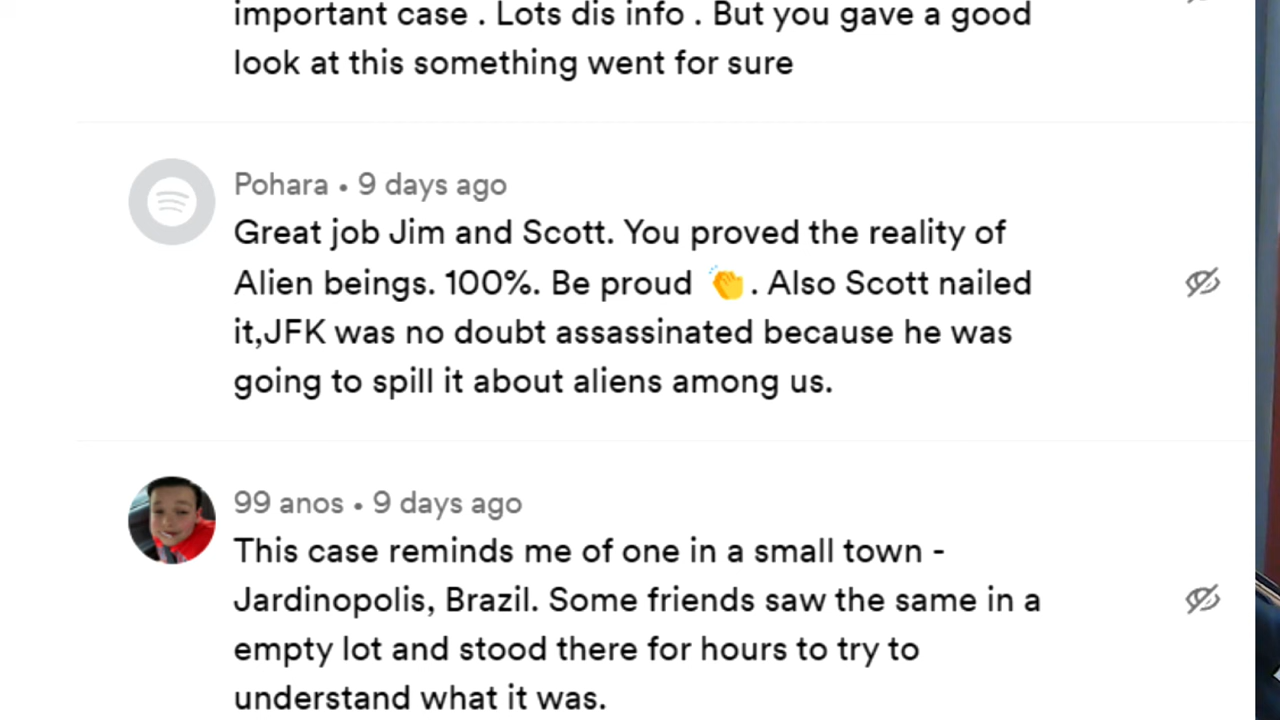 important case . Lots dis info . But you gave a good
look at this something went for sure
Pohara • 9 days ago
Great job Jim and Scott. You proved the reality of
Alien beings. 100%. Be proud 👏. Also Scott nailed
it,JFK was no doubt assassinated because he was
going to spill it about aliens among us.
99 anos • 9 days ago
This case reminds me of one in a small town -
Jardinopolis, Brazil. Some friends saw the same in a
empty lot and stood there for hours to try to
understand what it was.